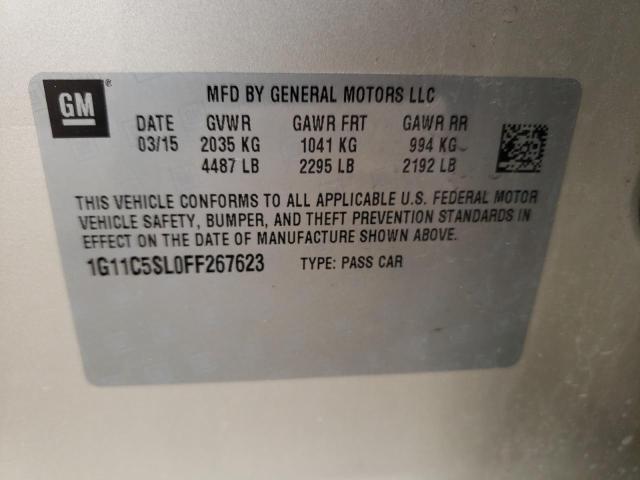 GM ®
MFD BY GENERAL MOTORS LLC
DATE GVWR GAWR FRT GAWR RR
03/15 2035 KG 1041 KG 994 KG
4487 LB 2295 LB 2192 LB
THIS VEHICLE CONFORMS TO ALL APPLICABLE U.S. FEDERAL MOTOR
VEHICLE SAFETY, BUMPER, AND THEFT PREVENTION STANDARDS IN
EFFECT ON THE DATE OF MANUFACTURE SHOWN ABOVE.
1G11C5SL0FF267623 TYPE: PASS CAR